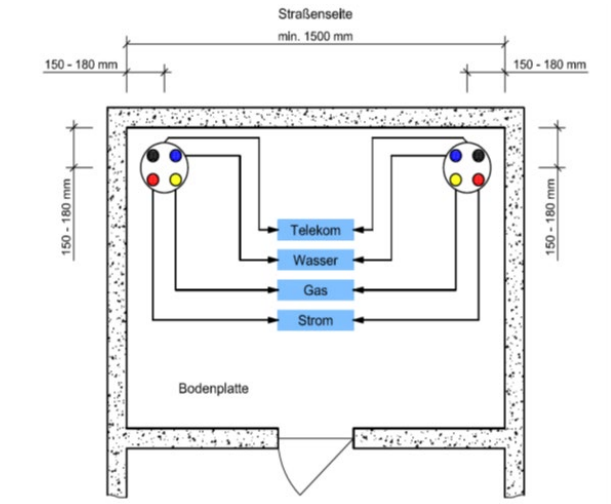 Straßenseite
min. 1500 mm
150 - 180 mm
150 - 180 mm
150 - 180 mm
150 - 180 mm
Telekom
Wasser
Gas
Strom
Bodenplatte